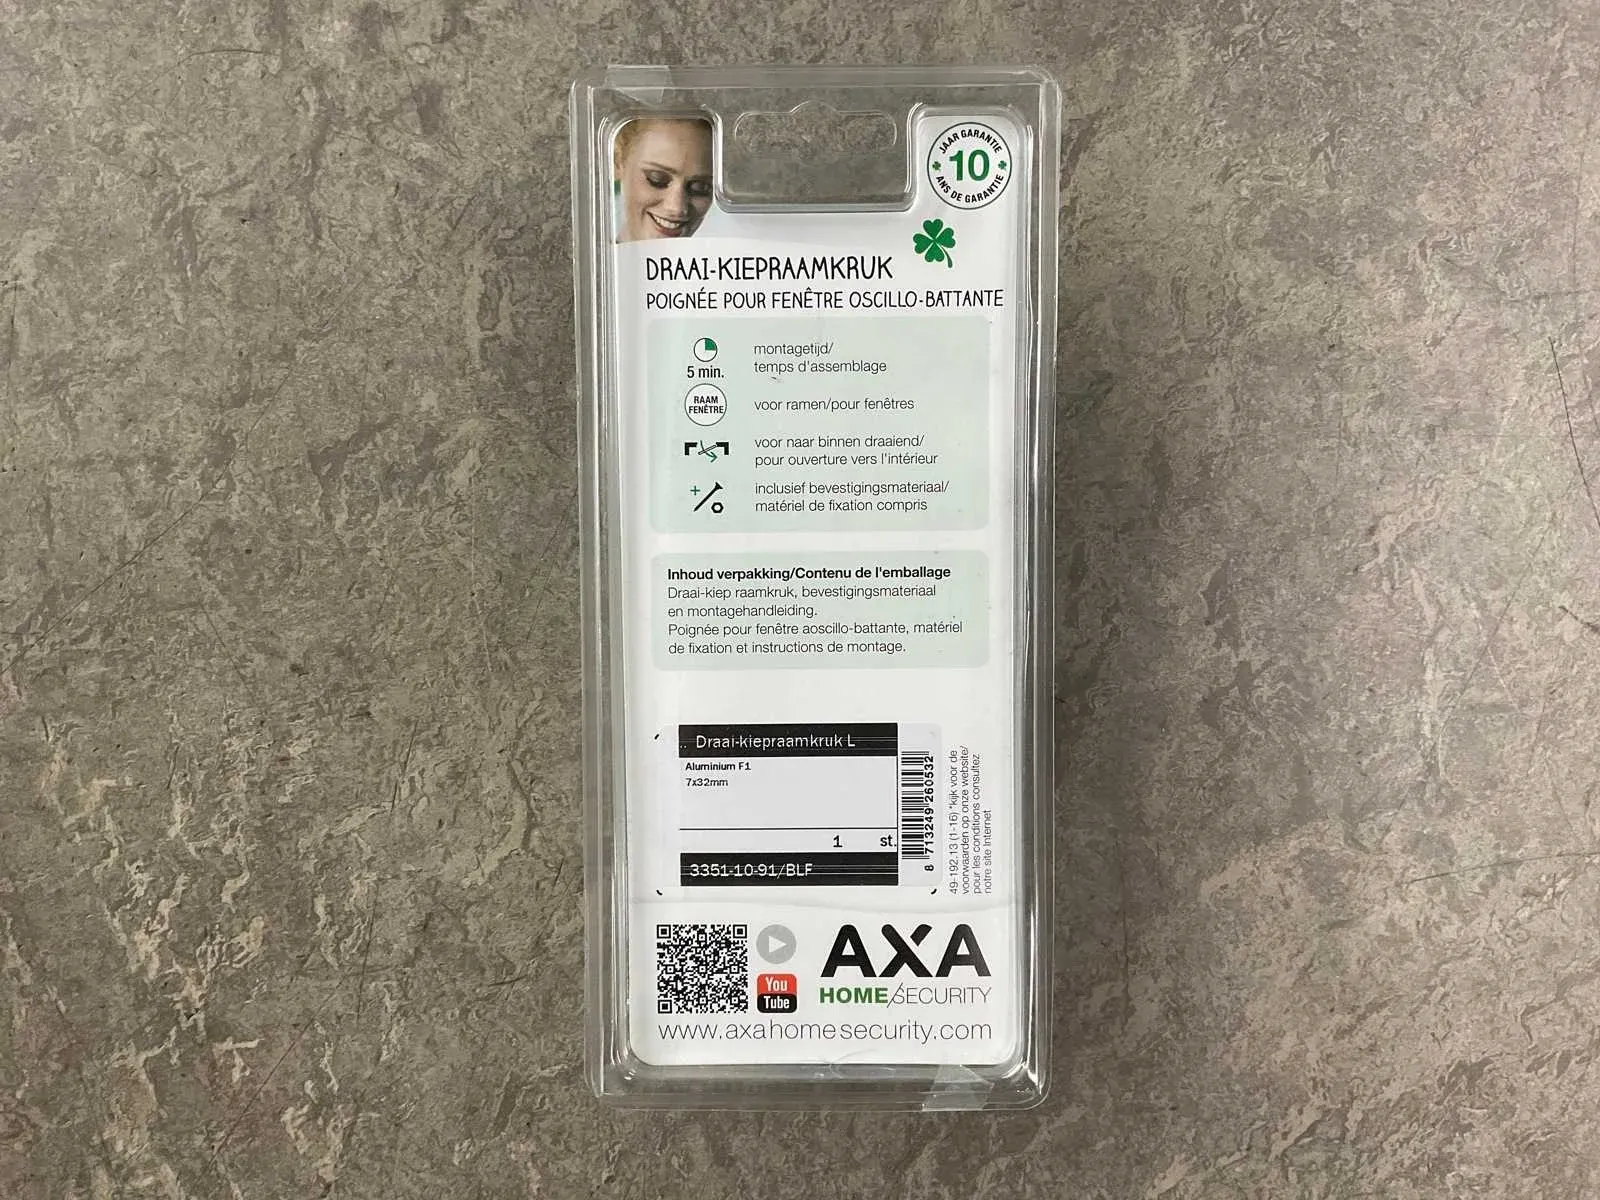 JAAR GARANTIE
10
ANS DE GARANTIE
DRAAI-KIEPRAAMKRUK
POIGNÉE POUR FENÊTRE OSCILLO-BATTANTE
5 min.
montagetijd/
temps d'assemblage
RAAM
FENÊTRE
voor ramen/pour fenêtres
voor naar binnen draaiend/
pour ouverture vers l'intérieur
inclusief bevestigingsmateriaal/
matériel de fixation compris
Inhoud verpakking/Contenu de l'emballage
Draai-kiep raamkruk, bevestigingsmateriaal
en montagehandleiding.
Poignée pour fenêtre aoscillo-battante, matériel
de fixation et instructions de montage.
.. Draai-kiepraamkruk L
Aluminium F1
7x32mm
1 st.
3351-10-91/BLF
8 713249 260532
49-192.13 (1-16) *kijk voor de
voorwaarden op onze website/
pour les conditions consultez
notre site Internet
You
Tube
AXA
HOME/SECURITY
www.axahomesecurity.com